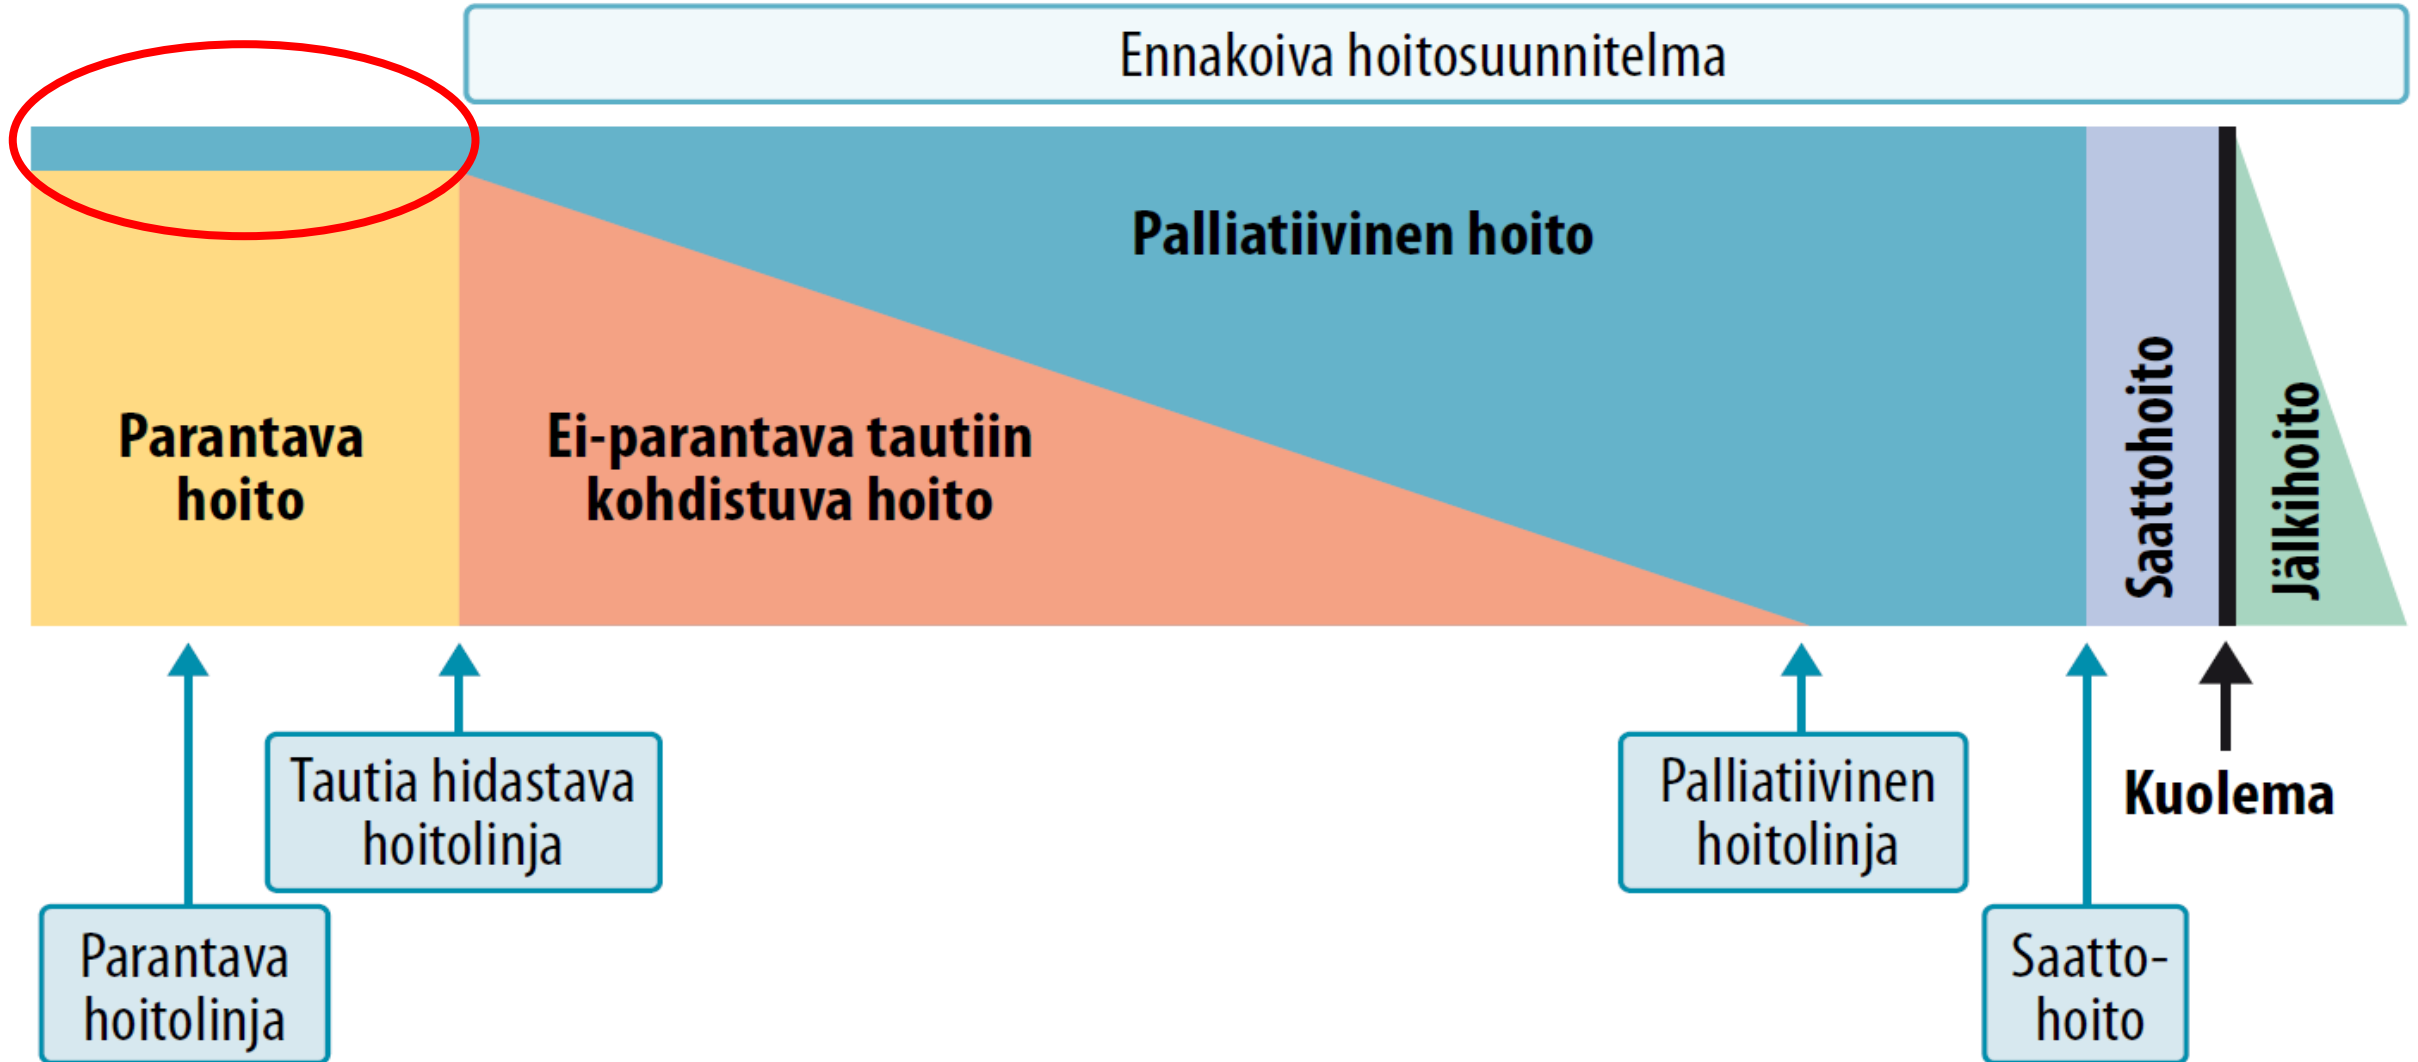 Ennakoiva hoitosuunnitelma
Palliatiivinen hoito
Parantava
hoito
Ei-parantava tautiin
kohdistuva hoito
Saattohoito
Jälkihoito
Tautia hidastava
hoitolinja
Palliatiivinen
hoitolinja
Kuolema
Parantava
hoitolinja
Saatto-
hoito